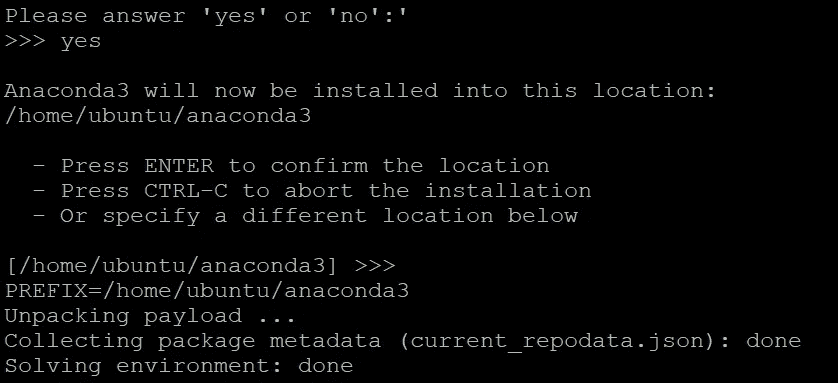 Please answer 'yes' or 'no':'
>>> yes
Anaconda3 will now be installed into this location:
/home/ubuntu/anaconda3
- Press ENTER to confirm the location
- Press CTRL-C to abort the installation
- Or specify a different location below
[/home/ubuntu/anaconda3] >>>
PREFIX=/home/ubuntu/anaconda3
Unpacking payload ...
Collecting package metadata (current_repodata.json): done
Solving environment: done